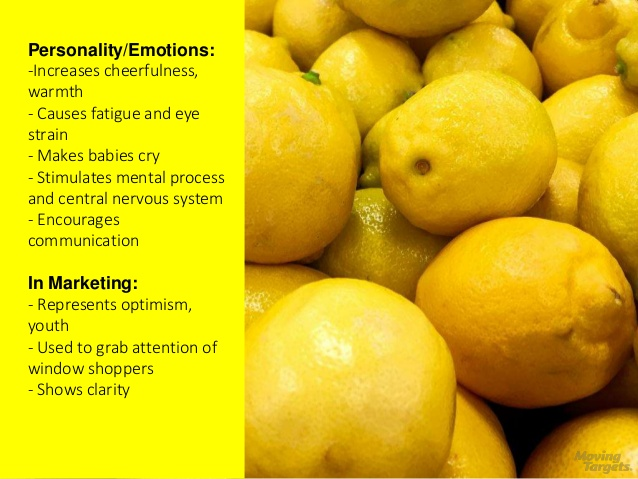 Personality/Emotions:
-Increases cheerfulness,
warmth
- Causes fatigue and eye
strain
- Makes babies cry
- Stimulates mental process
and central nervous system
- Encourages
communication
In Marketing:
- Represents optimism,
youth
- Used to grab attention of
window shoppers
- Shows clarity
Moving
Targets